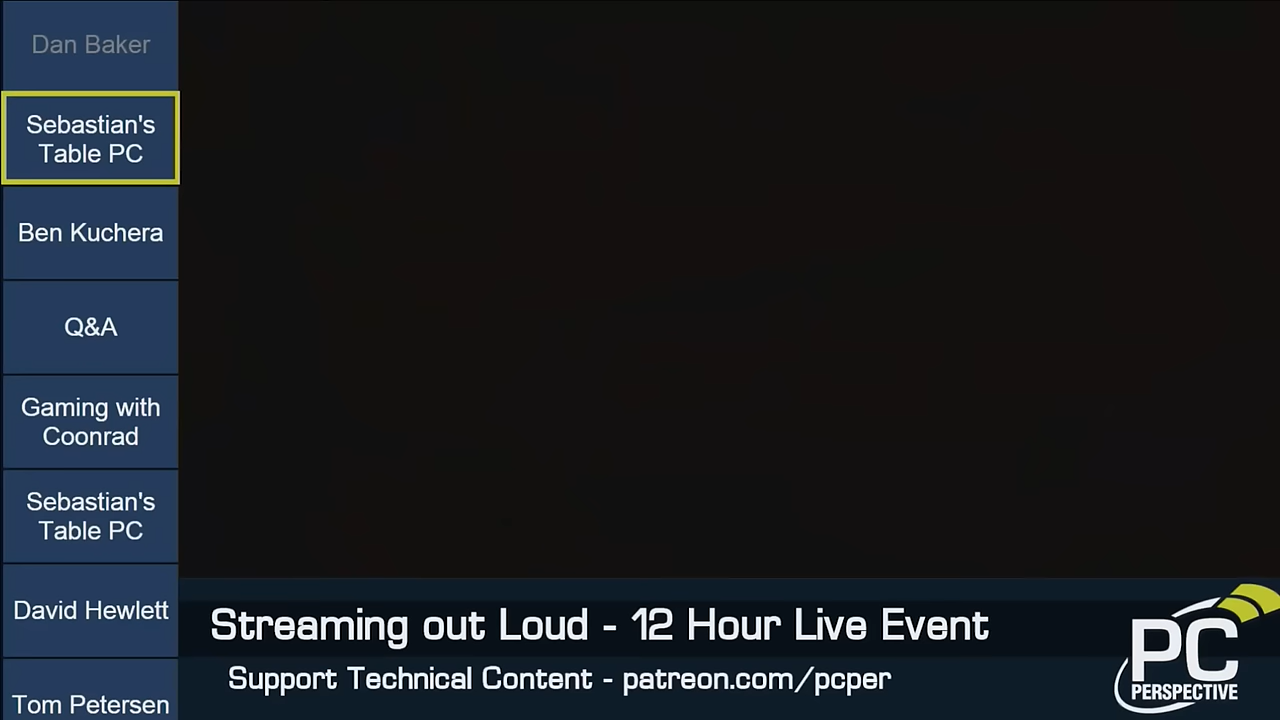 Dan Baker
Sebastian's
Table PC
Ben Kuchera
Q&A
Gaming with
Coonrad
Sebastian's
Table PC
David Hewlett
Tom Petersen
Streaming out Loud - 12 Hour Live Event
Support Technical Content - patreon.com/pcper
PC
PERSPECTIVE